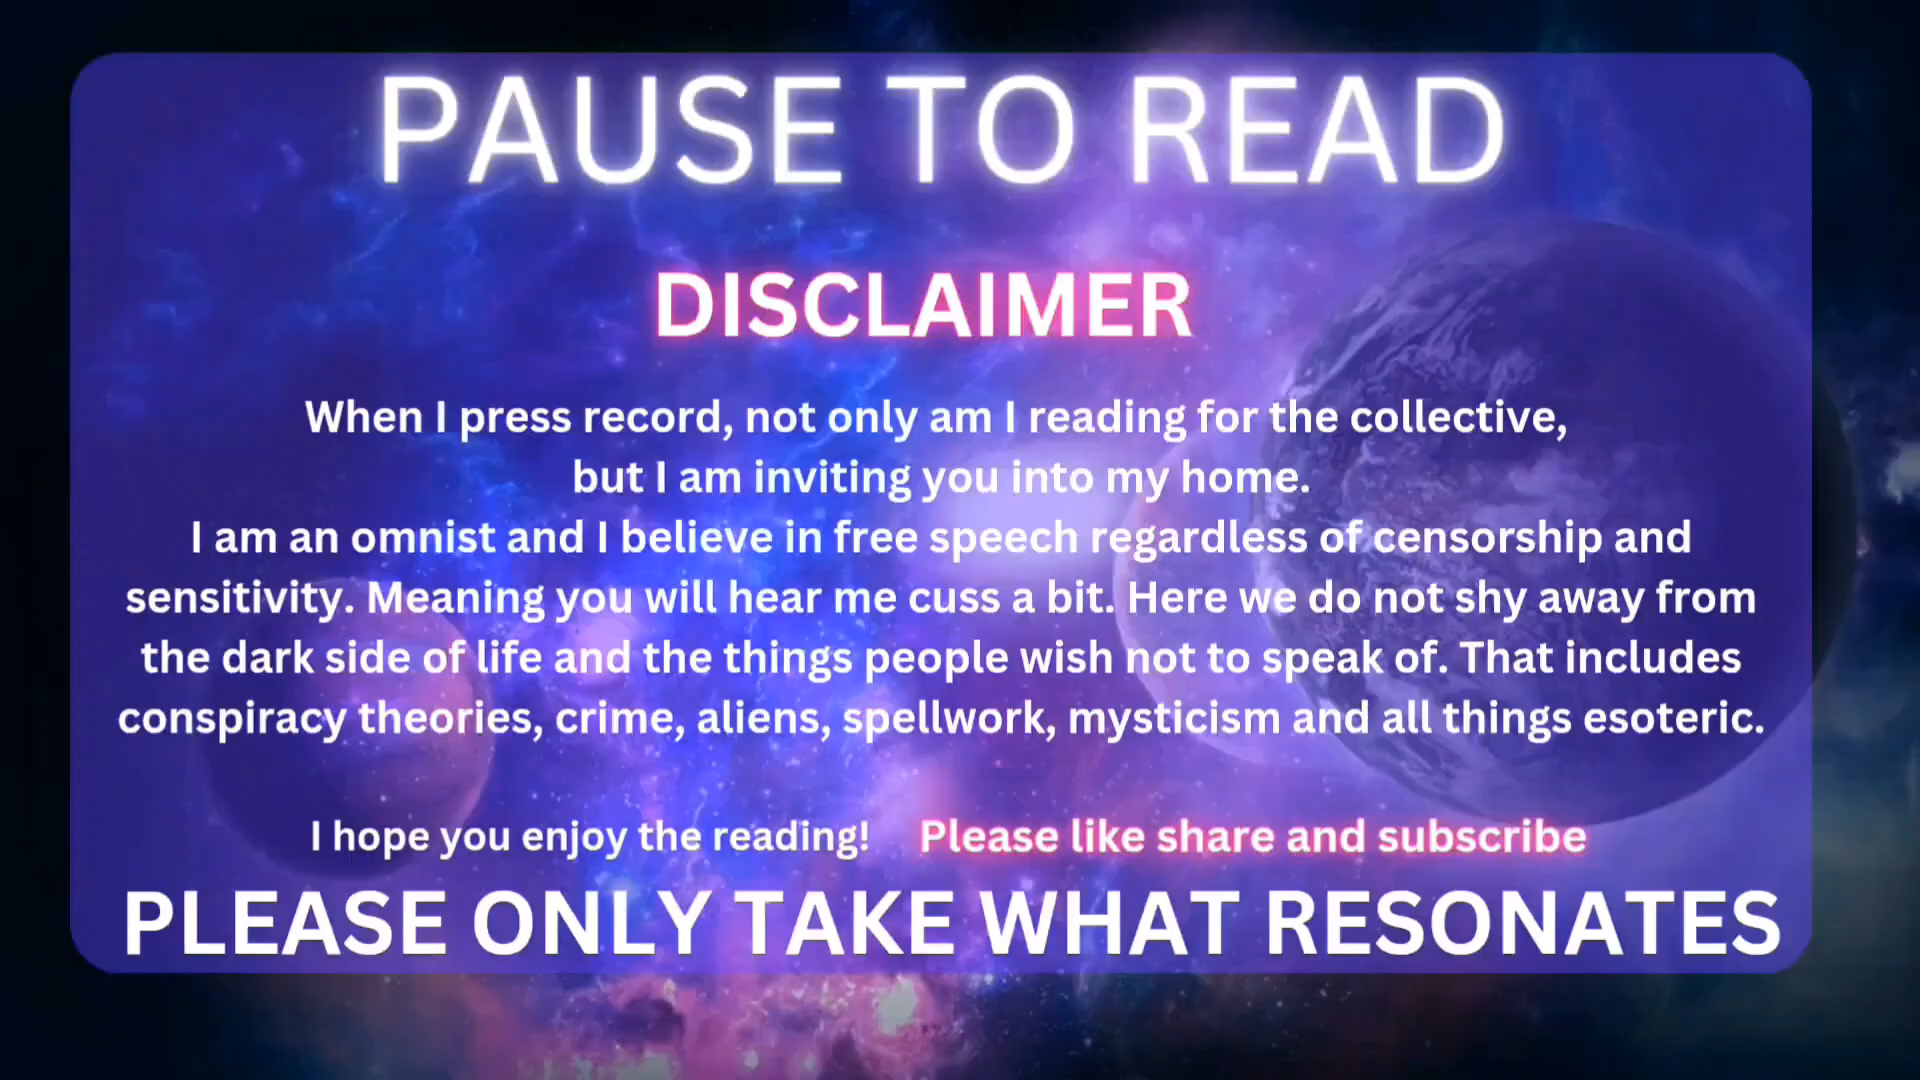 PAUSE TO READ
DISCLAIMER
When I press record, not only am I reading for the collective,
but I am inviting you into my home.
I am an omnist and I believe in free speech regardless of censorship and
sensitivity. Meaning you will hear me cuss a bit. Here we do not shy away from
the dark side of life and the things people wish not to speak of. That includes
conspiracy theories, crime, aliens, spellwork, mysticism and all things esoteric.
I hope you enjoy the reading! Please like share and subscribe
PLEASE ONLY TAKE WHAT RESONATES